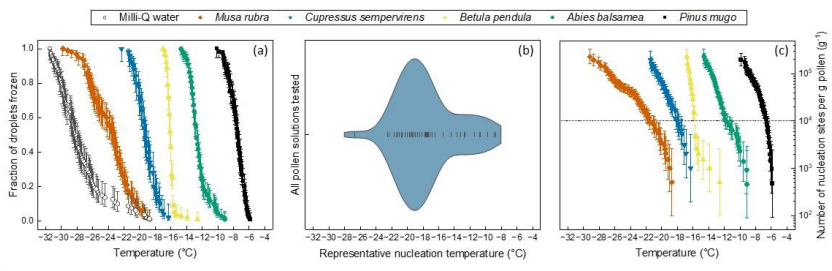 Milli-Q water Musa rubra Cupressus sempervirens Betula pendula Abies balsamea Pinus mugo
(a)
Fraction of droplets frozen
1.0
0.8
0.6
0.4
0.2
0.0
−32 −30 −28 −26 −24 −22 −20 −18 −16 −14 −12 −10 −8 −6 −4
Temperature (°C)
(b)
All pollen solutions tested
−32 −30 −28 −26 −24 −22 −20 −18 −16 −14 −12 −10 −8 −6 −4
Representative nucleation temperature (°C)
(c)
Number of nucleation sites per g pollen (g⁻¹)
10⁵
10⁴
10³
10²
−32 −30 −28 −26 −24 −22 −20 −18 −16 −14 −12 −10 −8 −6 −4
Temperature (°C)